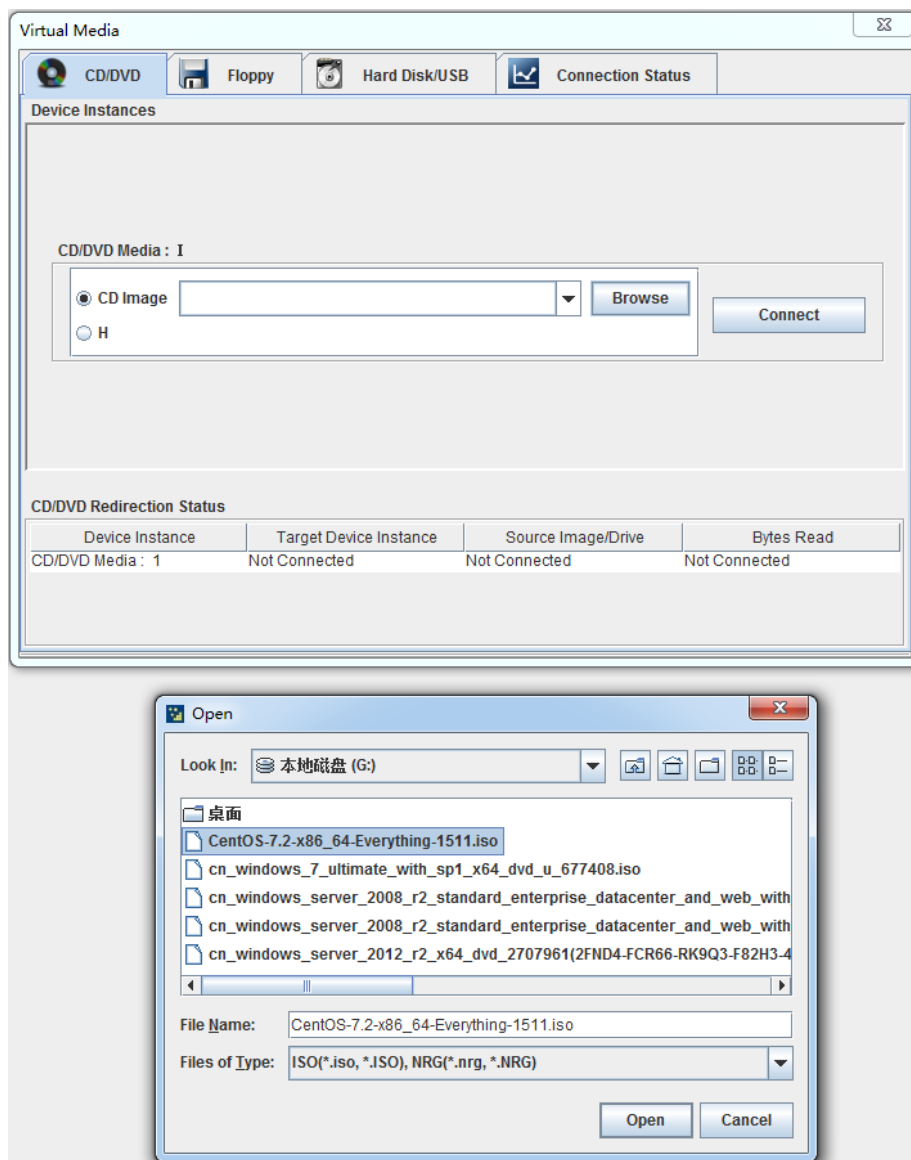 Virtual Media
CD/DVD Floppy Hard Disk/USB Connection Status
Device Instances
CD/DVD Media : I
CD Image Browse
Connect
H
CD/DVD Redirection Status
Device Instance Target Device Instance Source Image/Drive Bytes Read
CD/DVD Media : 1 Not Connected Not Connected Not Connected
Open
Look In: 本地磁盘 (G:)
桌面
CentOS-7.2-x86_64-Everything-1511.iso
cn_windows_7_ultimate_with_sp1_x64_dvd_u_677408.iso
cn_windows_server_2008_r2_standard_enterprise_datacenter_and_web_with
cn_windows_server_2008_r2_standard_enterprise_datacenter_and_web_with
cn_windows_server_2012_r2_x64_dvd_2707961(2FND4-FCR66-RK9Q3-F82H3-4
File Name: CentOS-7.2-x86_64-Everything-1511.iso
Files of Type: ISO(*.iso, *.ISO), NRG(*.nrg, *.NRG)
Open Cancel